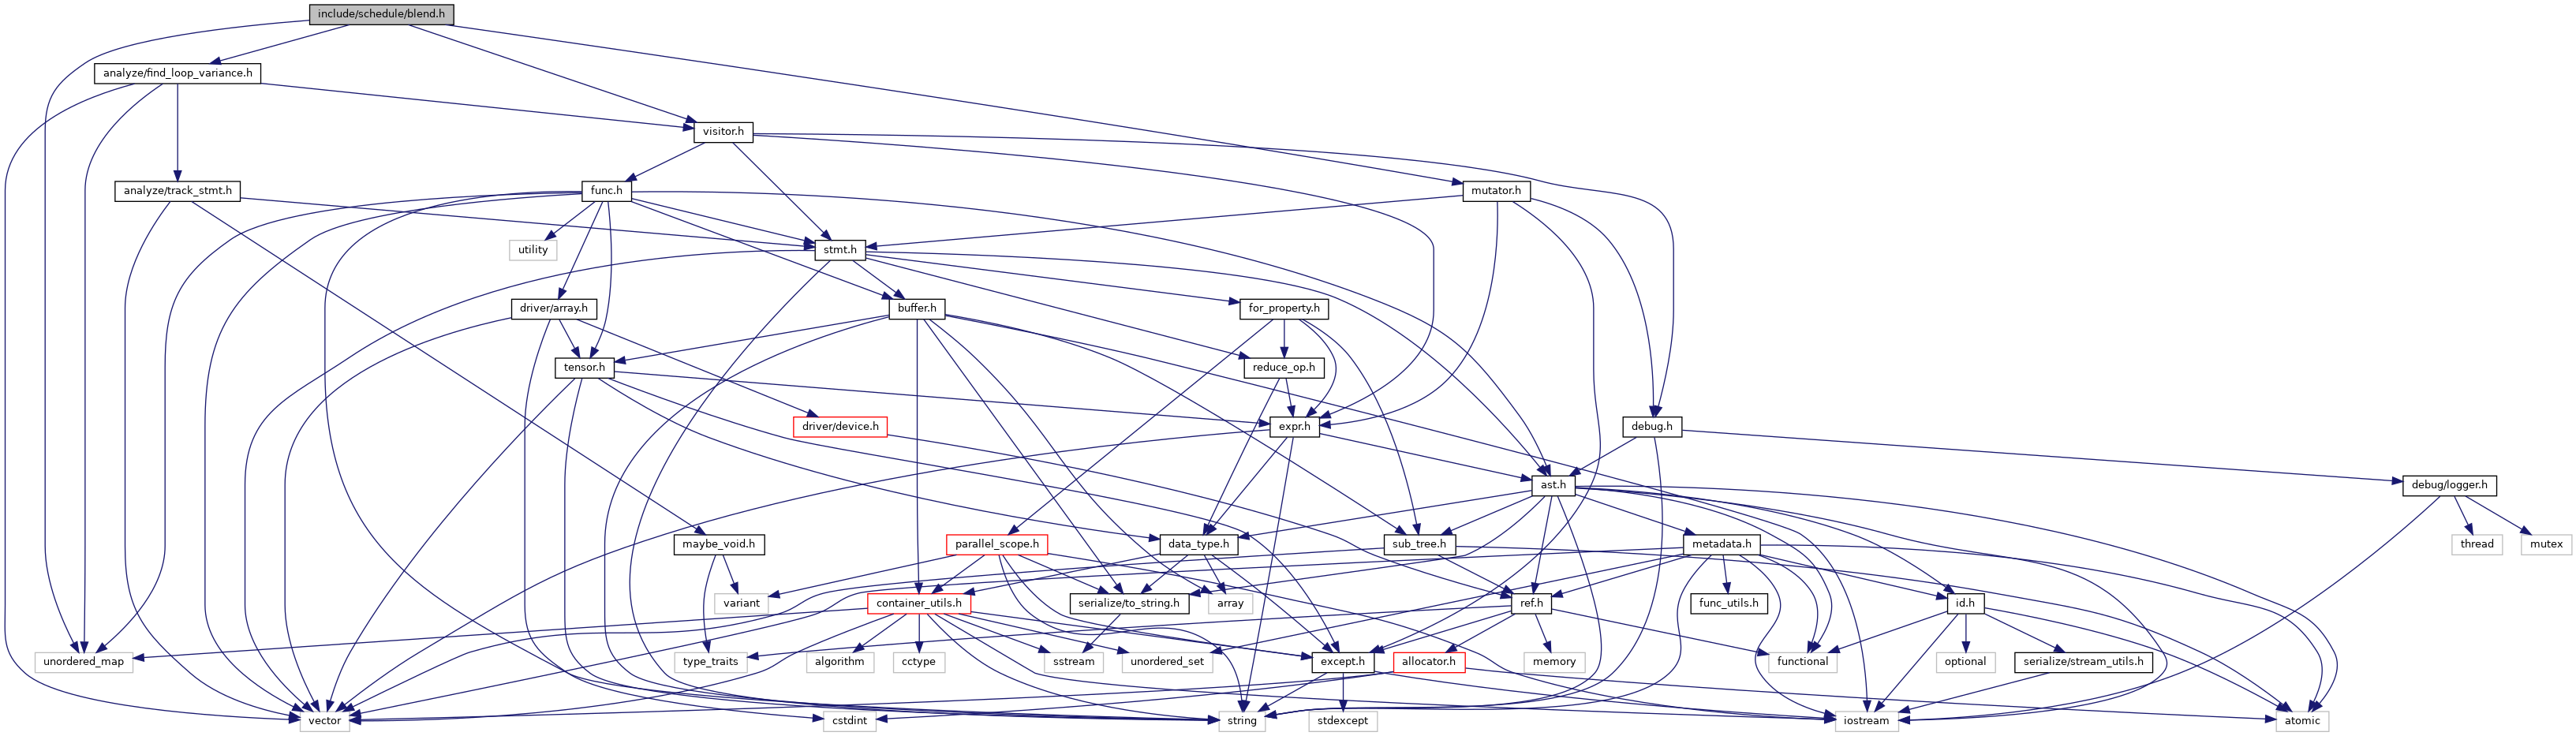 include/schedule/blend.h
analyze/find_loop_variance.h
visitor.h
analyze/track_stmt.h
func.h
mutator.h
utility
stmt.h
driver/array.h
buffer.h
for_property.h
tensor.h
reduce_op.h
driver/device.h
expr.h
debug.h
ast.h
debug/logger.h
maybe_void.h
parallel_scope.h
data_type.h
sub_tree.h
metadata.h
thread
mutex
variant
container_utils.h
serialize/to_string.h
array
ref.h
func_utils.h
id.h
unordered_map
type_traits
algorithm
cctype
sstream
unordered_set
except.h
allocator.h
memory
functional
optional
serialize/stream_utils.h
vector
cstdint
string
stdexcept
iostream
atomic